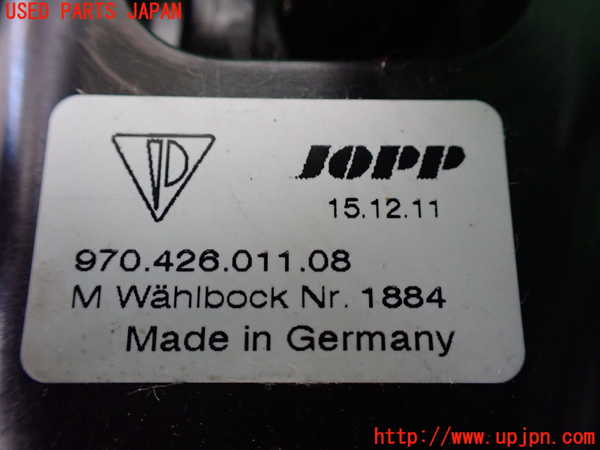 USED PARTS JAPAN
JOPP
15.12.11
970.426.011.08
M Wählbock Nr. 1884
Made in Germany
http://www.upjpn.com/